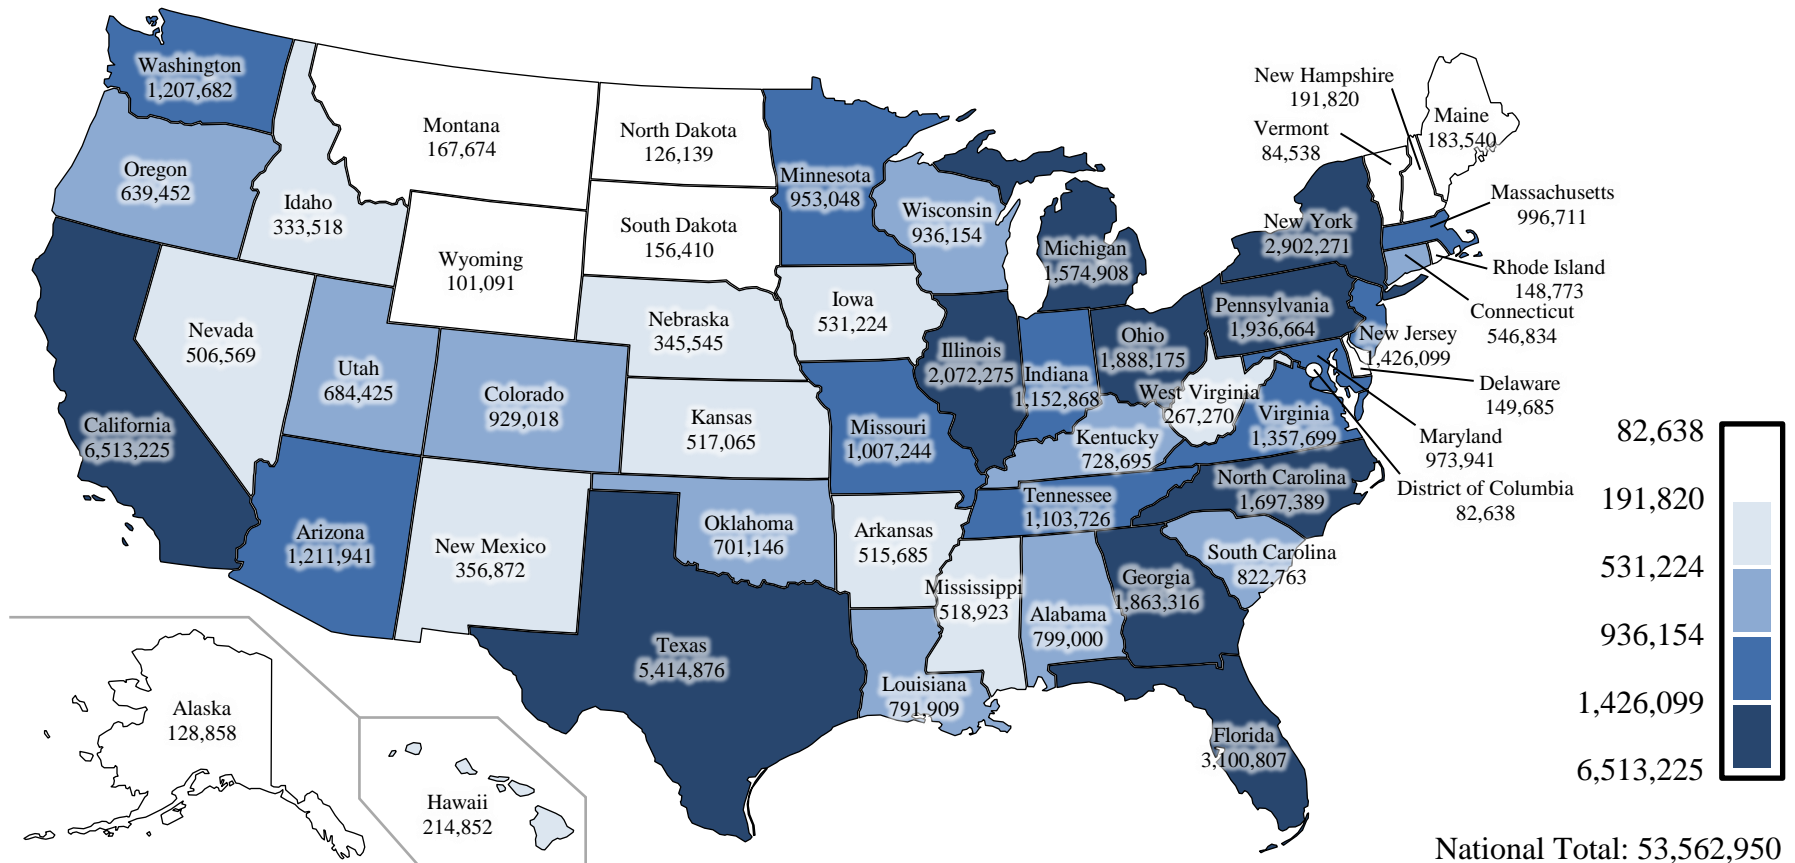 Washington
1,207,682
Oregon
639,452
California
6,513,225
Idaho
333,518
Nevada
506,569
Montana
167,674
Wyoming
101,091
Utah
684,425
Colorado
929,018
Arizona
1,211,941
New Mexico
356,872
North Dakota
126,139
South Dakota
156,410
Nebraska
345,545
Kansas
517,065
Oklahoma
701,146
Texas
5,414,876
Minnesota
953,048
Iowa
531,224
Missouri
1,007,244
Arkansas
515,685
Louisiana
791,909
Wisconsin
936,154
Illinois
2,072,275
Michigan
1,574,908
Indiana
1,152,868
Ohio
1,888,175
Kentucky
728,695
Tennessee
1,103,726
Mississippi
518,923
Alabama
799,000
Georgia
1,863,316
Florida
3,100,807
South Carolina
822,763
North Carolina
1,697,389
Virginia
1,357,699
West Virginia
267,270
Pennsylvania
1,936,664
New York
2,902,271
New Hampshire
191,820
Vermont
84,538
Maine
183,540
Massachusetts
996,711
Rhode Island
148,773
Connecticut
546,834
New Jersey
1,426,099
Delaware
149,685
Maryland
973,941
District of Columbia
82,638
Alaska
128,858
Hawaii
214,852
82,638
191,820
531,224
936,154
1,426,099
6,513,225
National Total: 53,562,950